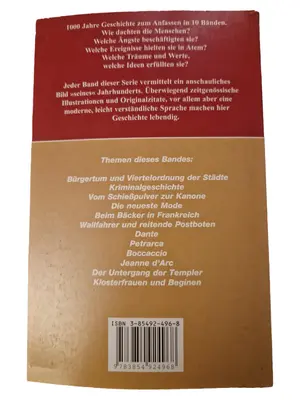 1000 Jahre Geschichte zum Anfassen in 10 Bänden.
Wie dachten die Menschen?
Welche Ängste beschäftigten sie?
Welche Ereignisse hielten sie in Atem?
Welche Träume und Werte,
welche Ideen erfüllten sie?
Jeder Band dieser Serie vermittelt ein anschauliches
Bild »seines« Jahrhunderts. Überwiegend zeitgenössische
Illustrationen und Originalzitate, vor allem aber eine
moderne, leicht verständliche Sprache machen hier
Geschichte lebendig.
Themen dieses Bandes:
Bürgertum und Viertelordnung der Städte
Kriminalgeschichte
Vom Schießpulver zur Kanone
Die neueste Mode
Beim Bäcker in Frankreich
Wallfahrer und reitende Postboten
Dante
Petrarca
Boccaccio
Jeanne d'Arc
Der Untergang der Templer
Klosterfrauen und Beginen
ISBN 3-85492-496-8
9783854924968